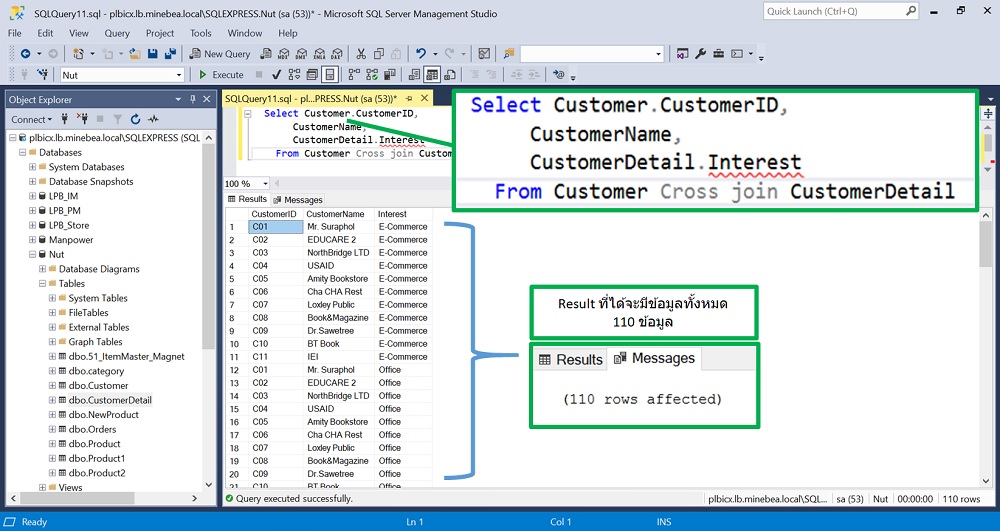 SQLQuery11.sql - plbicx.lb.minebea.local\SQLEXPRESS.Nut (sa (53))* - Microsoft SQL Server Management Studio
Quick Launch (Ctrl+Q)
File Edit View Query Project Tools Window Help
New Query
MDX DMX XMLA DAX
Nut
Execute
Object Explorer
Connect
plbicx.lb.minebea.local\SQLEXPRESS (SQL
Databases
System Databases
Database Snapshots
LPB_IM
LPB_PM
LPB_Store
Manpower
Nut
Database Diagrams
Tables
System Tables
FileTables
External Tables
Graph Tables
dbo.51_ItemMaster_Magnet
dbo.category
dbo.Customer
dbo.CustomerDetail
dbo.NewProduct
dbo.Orders
dbo.Product
dbo.Product1
dbo.Product2
Views
SQLQuery11.sql - pl...PRESS.Nut (sa (53))*
Select Customer.CustomerID,
CustomerName,
CustomerDetail.Interest
From Customer Cross join Custom
Select Customer.CustomerID,
CustomerName,
CustomerDetail.Interest
From Customer Cross join CustomerDetail
100 %
Results Messages
CustomerID CustomerName Interest
1 C01 Mr. Suraphol E-Commerce
2 C02 EDUCARE 2 E-Commerce
3 C03 NorthBridge LTD E-Commerce
4 C04 USAID E-Commerce
5 C05 Amity Bookstore E-Commerce
6 C06 Cha CHA Rest E-Commerce
7 C07 Loxley Public E-Commerce
8 C08 Book&Magazine E-Commerce
9 C09 Dr.Sawetree E-Commerce
10 C10 BT Book E-Commerce
11 C11 IEI E-Commerce
12 C01 Mr. Suraphol Office
13 C02 EDUCARE 2 Office
14 C03 NorthBridge LTD Office
15 C04 USAID Office
16 C05 Amity Bookstore Office
17 C06 Cha CHA Rest Office
18 C07 Loxley Public Office
19 C08 Book&Magazine Office
20 C09 Dr.Sawetree Office
21 C10 BT Book Office
Result ที่ได้จะมีข้อมูลทั้งหมด
110 ข้อมูล
Results Messages
(110 rows affected)
Query executed successfully.
plbicx.lb.minebea.local\SQL... sa (53) Nut 00:00:00 110 rows
Ready Ln 1 Col 1 INS